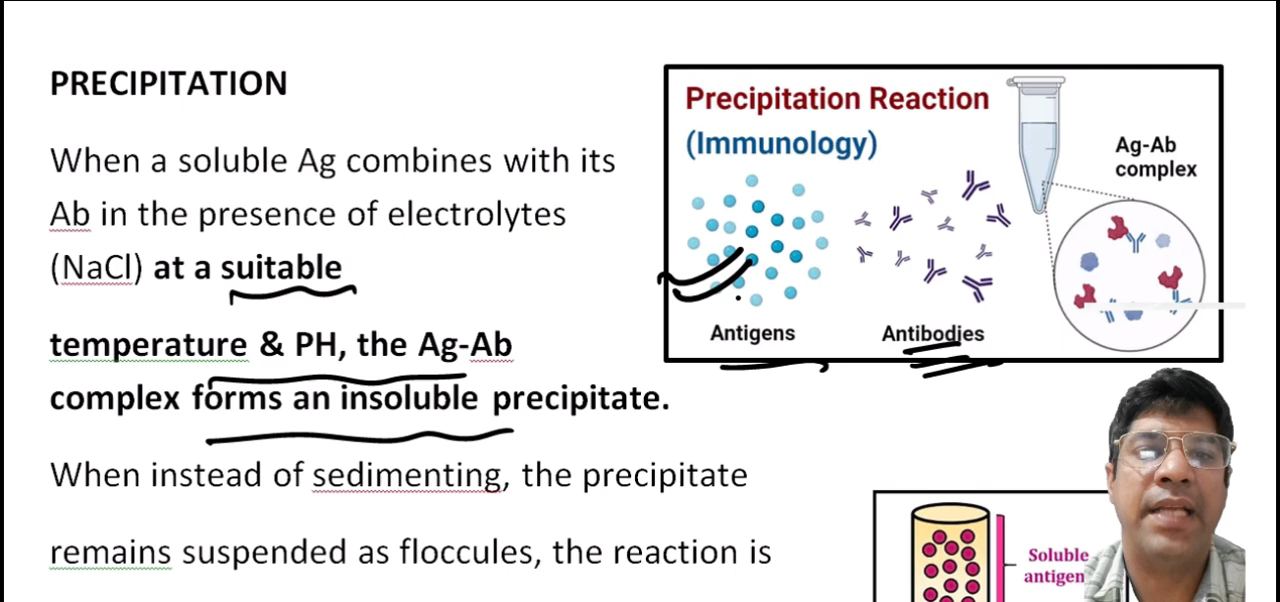 PRECIPITATION
When a soluble Ag combines with its
Ab in the presence of electrolytes
(NaCl) at a suitable
temperature & PH, the Ag-Ab
complex forms an insoluble precipitate.
When instead of sedimenting, the precipitate
remains suspended as floccules, the reaction is
Precipitation Reaction
(Immunology)
Ag-Ab
complex
Antigens
Antibodies
Soluble
antigen